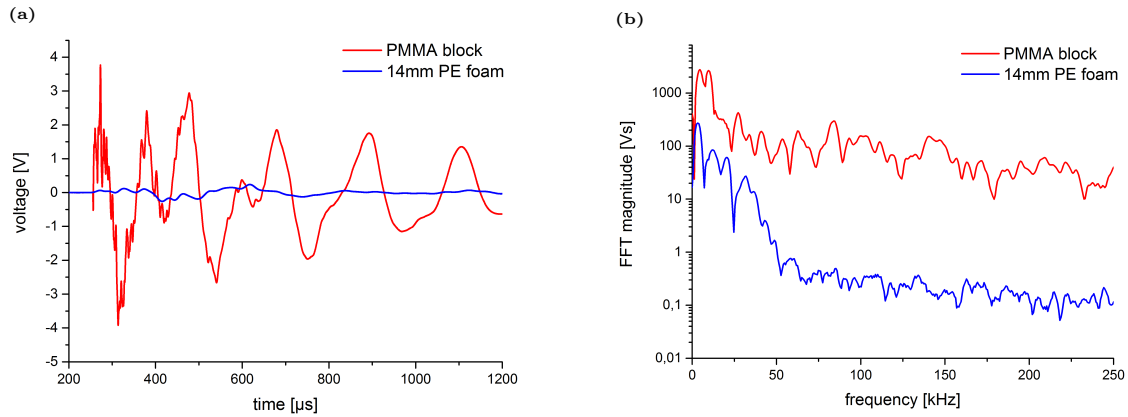 (a)
PMMA block
14mm PE foam
voltage [V]
4
3
2
1
0
-1
-2
-3
-4
-5
200
400
600
800
1000
1200
time [µs]
(b)
PMMA block
14mm PE foam
FFT magnitude [Vs]
1000
100
10
1
0,1
0,01
0
50
100
150
200
250
frequency [kHz]